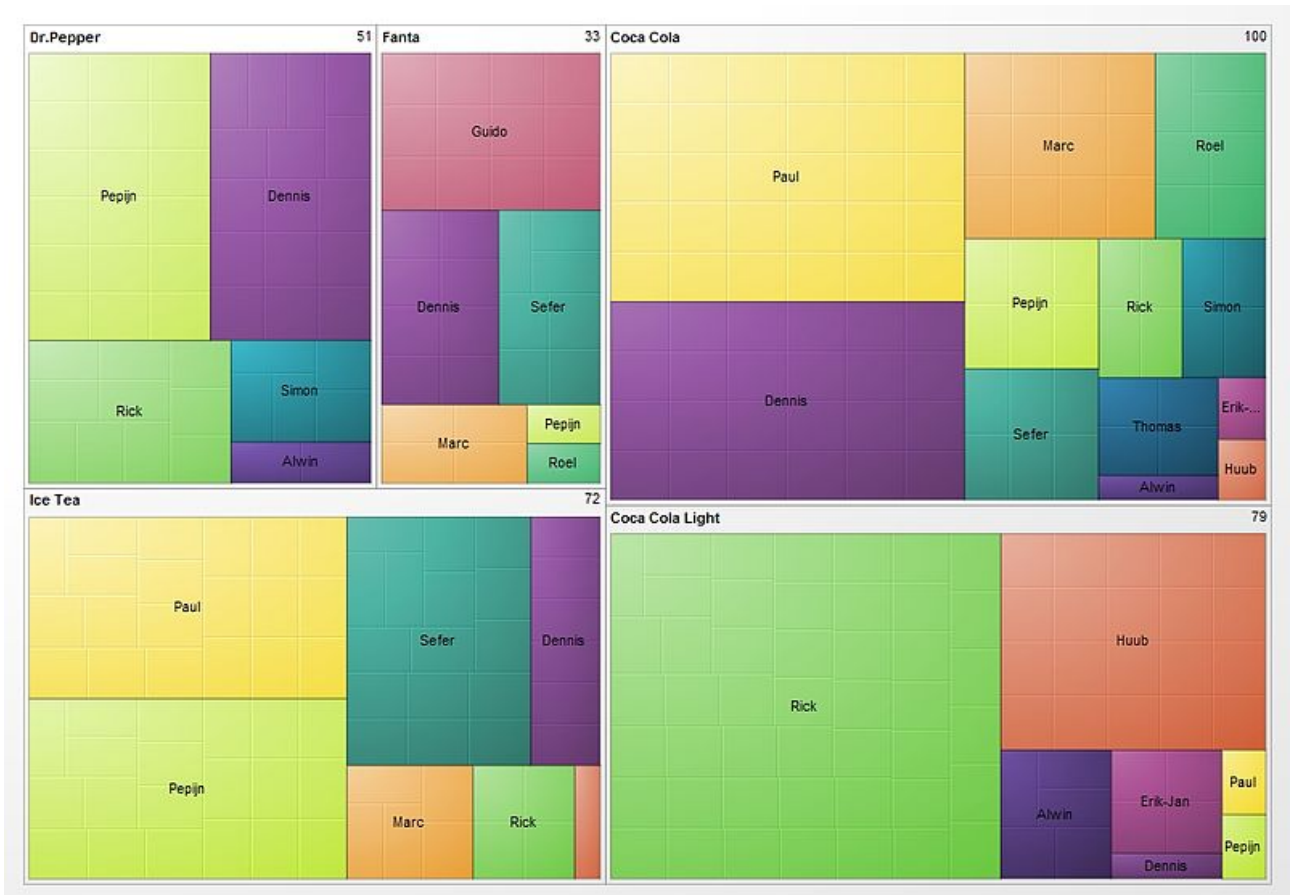 Dr.Pepper 51
Pepijn
Dennis
Rick
Simon
Alwin
Fanta 33
Guido
Dennis
Sefer
Marc
Pepijn
Roel
Coca Cola 100
Paul
Marc
Roel
Dennis
Pepijn
Rick
Simon
Sefer
Thomas
Erik-...
Alwin
Huub
Ice Tea 72
Paul
Sefer
Dennis
Pepijn
Marc
Rick
Coca Cola Light 79
Rick
Huub
Alwin
Erik-Jan
Paul
Dennis
Pepijn